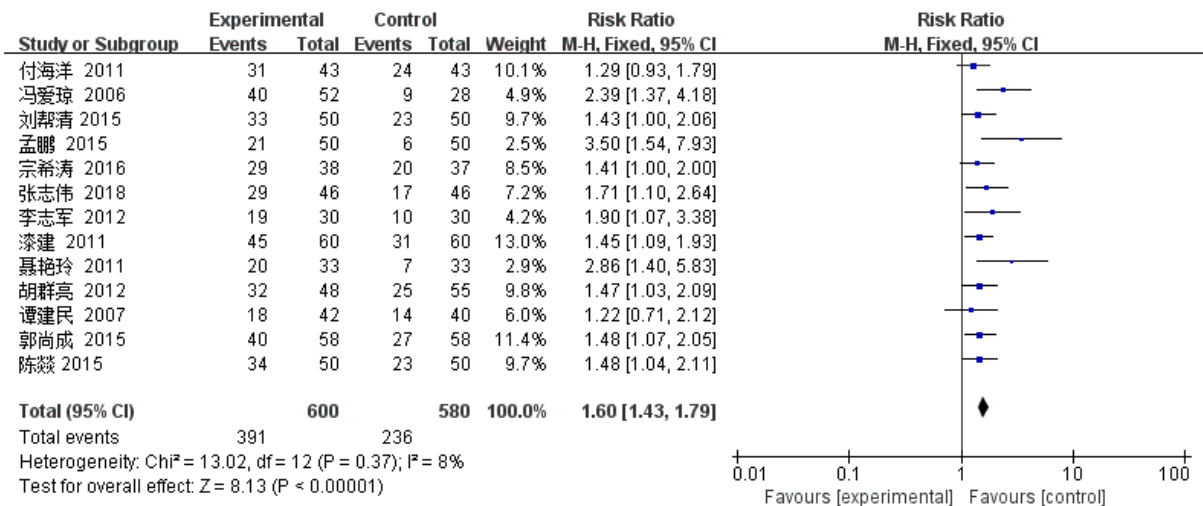 Experimental Control Risk Ratio Risk Ratio
Study or Subgroup Events Total Events Total Weight M-H, Fixed, 95% CI M-H, Fixed, 95% CI
付海洋 2011 31 43 24 43 10.1% 1.29 [0.93, 1.79]
冯爱琼 2006 40 52 9 28 4.9% 2.39 [1.37, 4.18]
刘帮清 2015 33 50 23 50 9.7% 1.43 [1.00, 2.06]
孟鹏 2015 21 50 6 50 2.5% 3.50 [1.54, 7.93]
宗希涛 2016 29 38 20 37 8.5% 1.41 [1.00, 2.00]
张志伟 2018 29 46 17 46 7.2% 1.71 [1.10, 2.64]
李志军 2012 19 30 10 30 4.2% 1.90 [1.07, 3.38]
漆建 2011 45 60 31 60 13.0% 1.45 [1.09, 1.93]
聂艳玲 2011 20 33 7 33 2.9% 2.86 [1.40, 5.83]
胡群亮 2012 32 48 25 55 9.8% 1.47 [1.03, 2.09]
谭建民 2007 18 42 14 40 6.0% 1.22 [0.71, 2.12]
郭尚成 2015 40 58 27 58 11.4% 1.48 [1.07, 2.05]
陈燚 2015 34 50 23 50 9.7% 1.48 [1.04, 2.11]
Total (95% CI) 600 580 100.0% 1.60 [1.43, 1.79]
Total events 391 236
Heterogeneity: Chi² = 13.02, df = 12 (P = 0.37); I² = 8%
Test for overall effect: Z = 8.13 (P < 0.00001)
0.01 0.1 1 10 100
Favours [experimental] Favours [control]